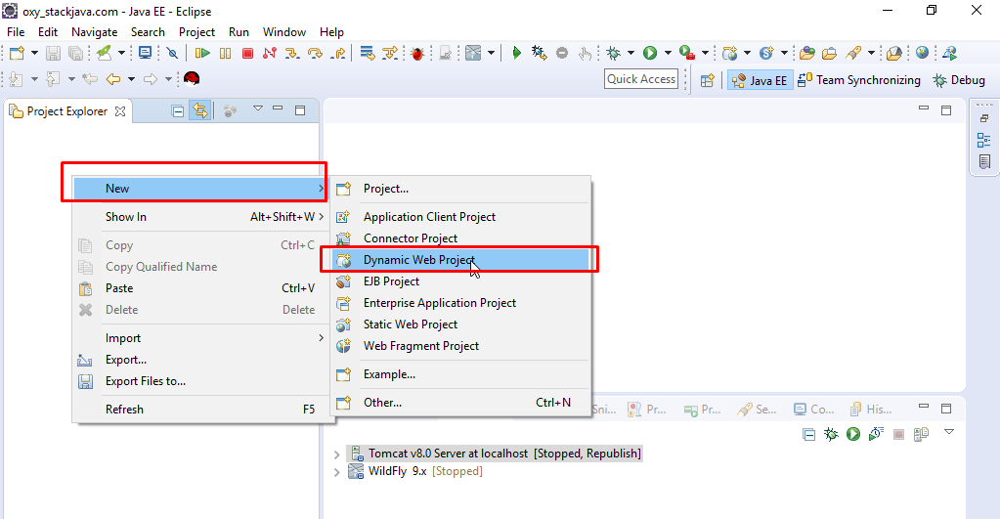 oxy_stackjava.com - Java EE - Eclipse
File Edit Navigate Search Project Run Window Help
Quick Access Java EE Team Synchronizing Debug
Project Explorer
New
Show In Alt+Shift+W
Copy Ctrl+C
Copy Qualified Name
Paste Ctrl+V
Delete Delete
Import
Export...
Export Files to...
Refresh F5
Project...
Application Client Project
Connector Project
Dynamic Web Project
EJB Project
Enterprise Application Project
Static Web Project
Web Fragment Project
Example...
Other... Ctrl+N
Sni... Pr... Pr... Se... Co... His...
Tomcat v8.0 Server at localhost [Stopped, Republish]
WildFly 9.x [Stopped]